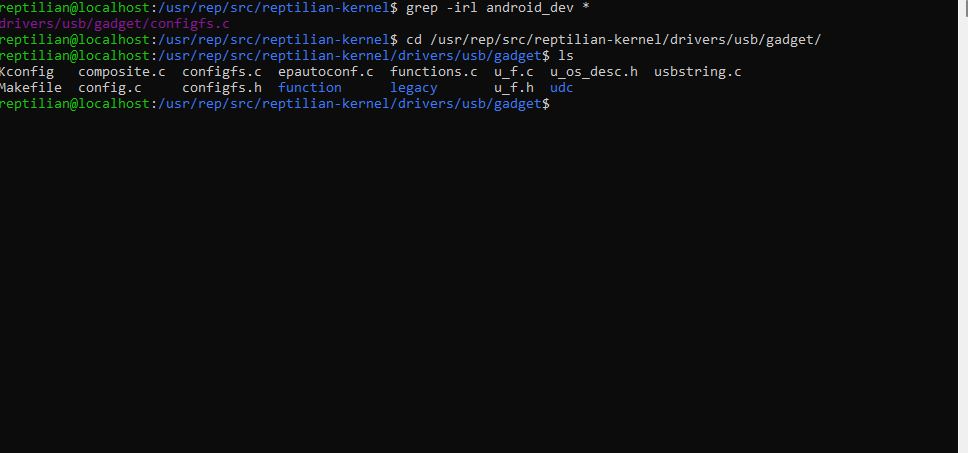 reptilian@localhost:/usr/rep/src/reptilian-kernel$ grep -irl android_dev *
drivers/usb/gadget/configfs.c
reptilian@localhost:/usr/rep/src/reptilian-kernel$ cd /usr/rep/src/reptilian-kernel/drivers/usb/gadget/
reptilian@localhost:/usr/rep/src/reptilian-kernel/drivers/usb/gadget$ ls
Kconfig composite.c configfs.c epautoconf.c functions.c u_f.c u_os_desc.h usbstring.c
Makefile config.c configfs.h function legacy u_f.h udc
reptilian@localhost:/usr/rep/src/reptilian-kernel/drivers/usb/gadget$